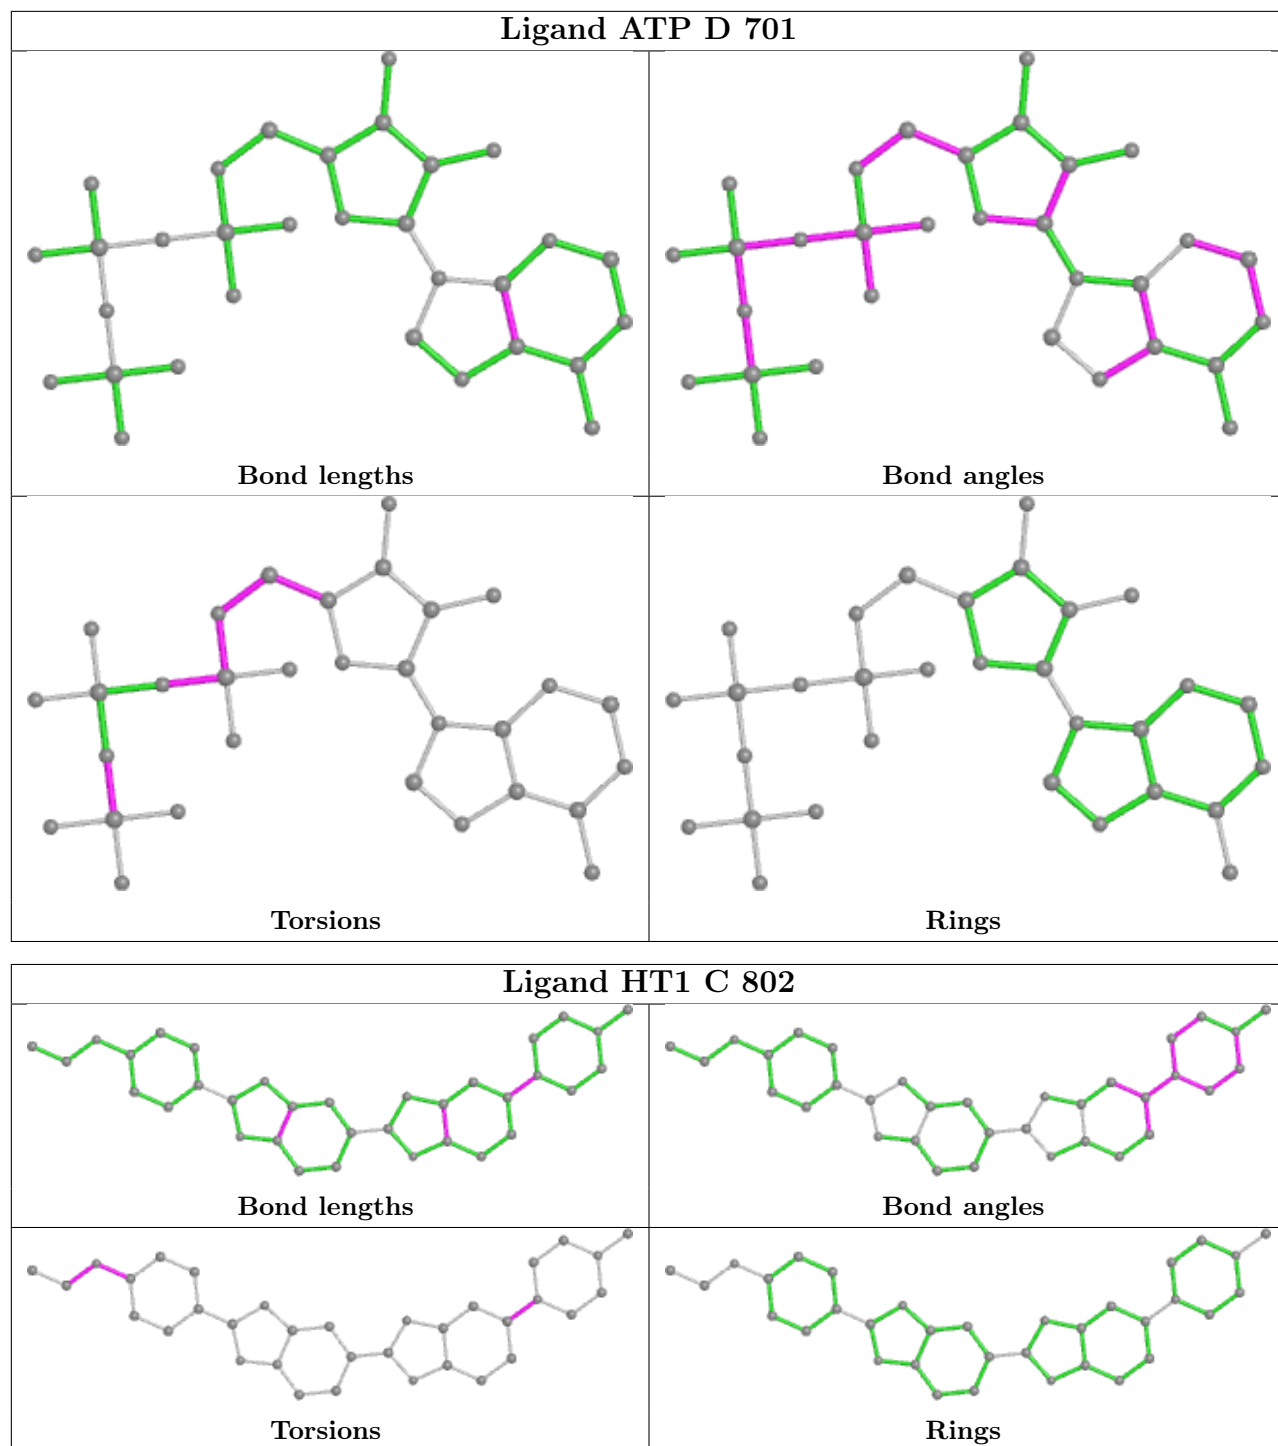 Ligand ATP D 701
Bond lengths
Bond angles
Torsions
Rings
Ligand HT1 C 802
Bond lengths
Bond angles
Torsions
Rings